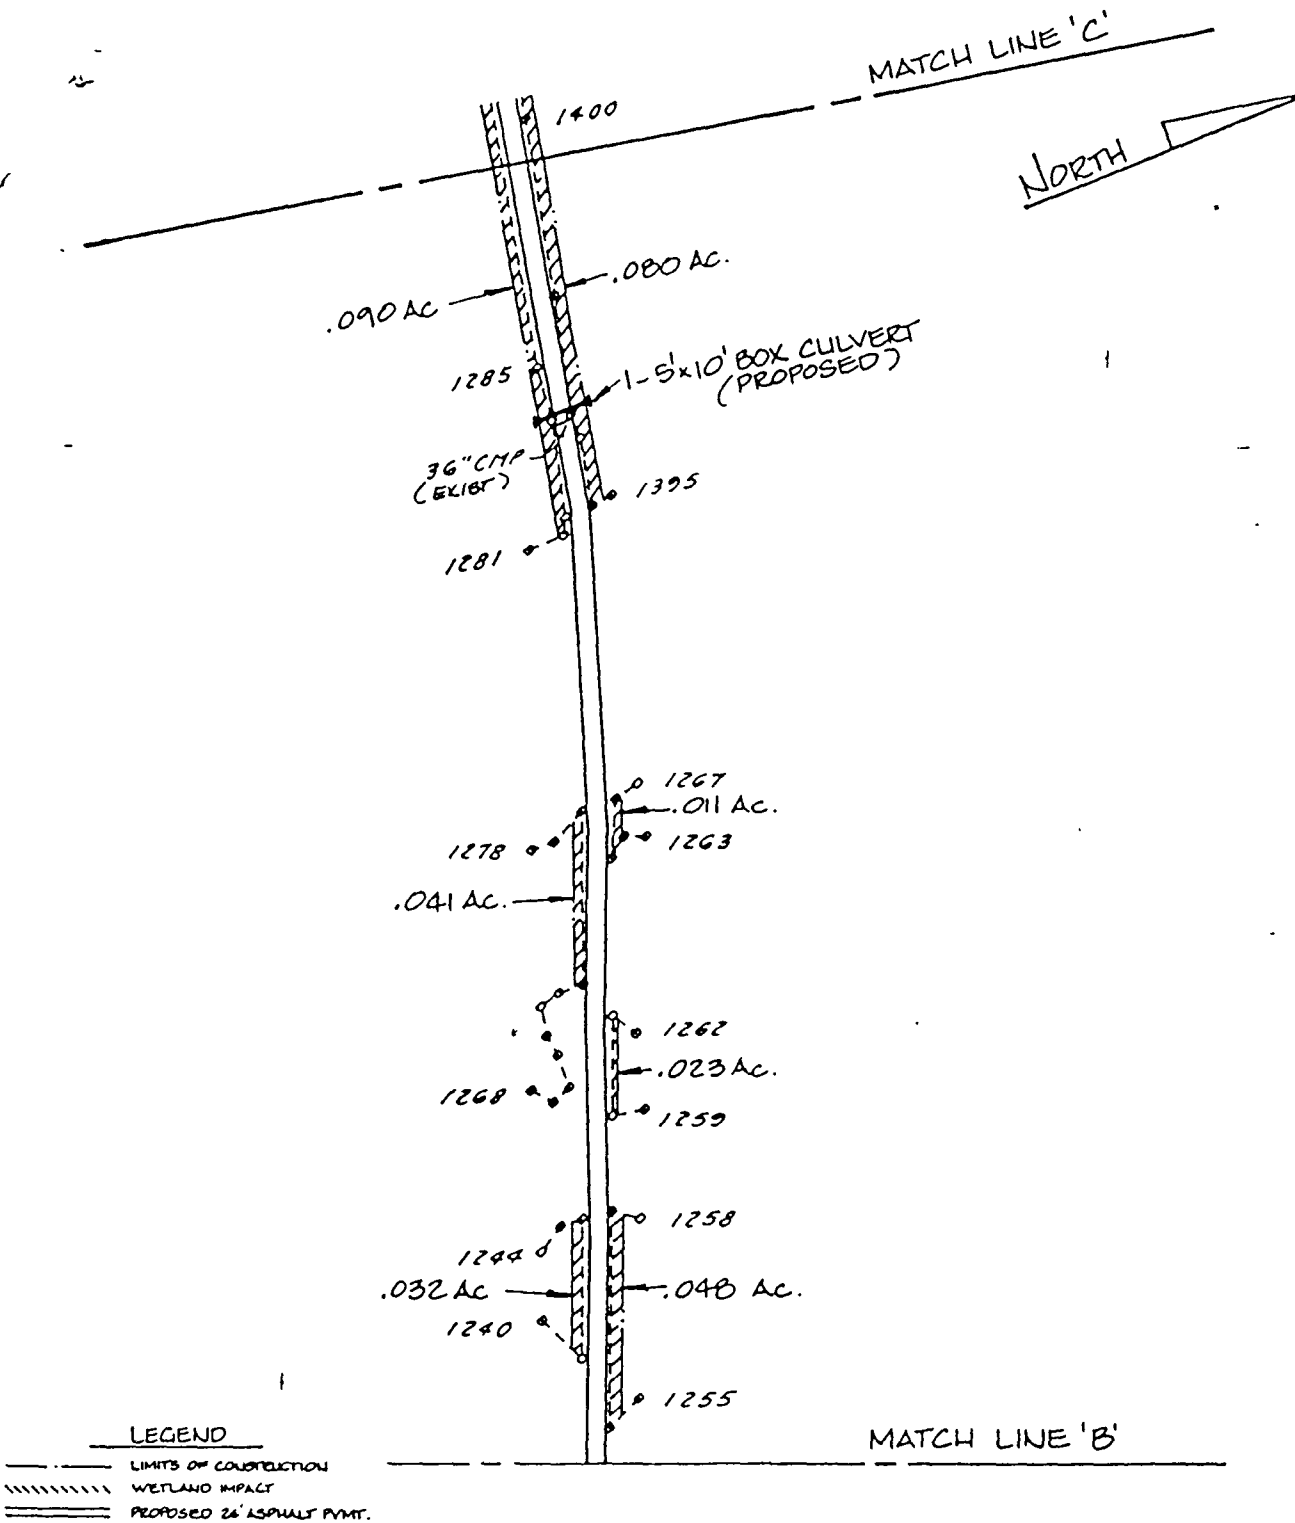 MATCH LINE 'C'
1400
NORTH
.080 AC.
.090 AC
1-5'x10' BOX CULVERT
(PROPOSED)
1285
36" CMP
(EXIST)
1395
1281
1267
.011 AC.
1278
1263
.041 AC.
1262
.023 AC.
1268
1259
1258
1244
.032 AC
.048 AC.
1240
1255
LEGEND
MATCH LINE 'B'
LIMITS OF CONSTRUCTION
WETLAND IMPACT
PROPOSED 24' ASPHALT PVMT.